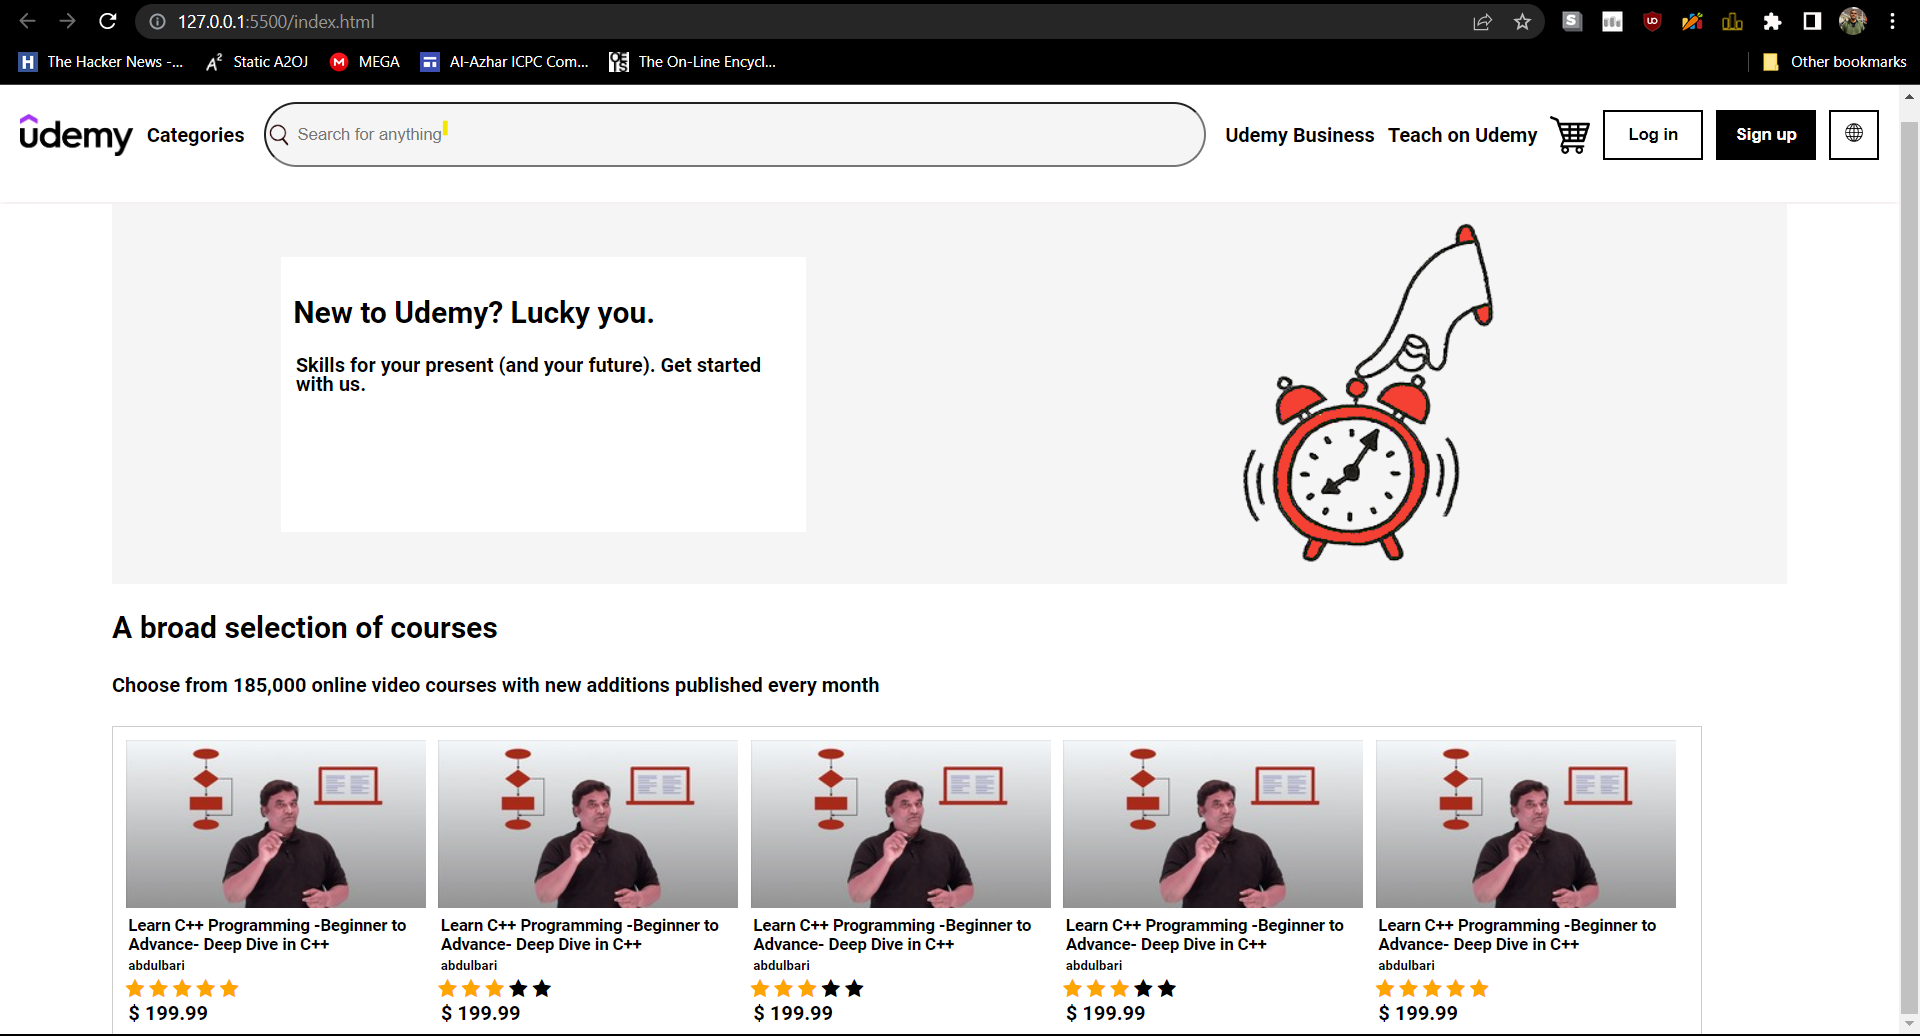 127.0.0.1:5500/index.html
The Hacker News -...
Static A2OJ
MEGA
Al-Azhar ICPC Com...
The On-Line Encycl...
Other bookmarks
udemy
Categories
Search for anything
Udemy Business
Teach on Udemy
Log in
Sign up
New to Udemy? Lucky you.
Skills for your present (and your future). Get started
with us.
A broad selection of courses
Choose from 185,000 online video courses with new additions published every month
Learn C++ Programming -Beginner to
Advance- Deep Dive in C++
abdulbari
$ 199.99
Learn C++ Programming -Beginner to
Advance- Deep Dive in C++
abdulbari
$ 199.99
Learn C++ Programming -Beginner to
Advance- Deep Dive in C++
abdulbari
$ 199.99
Learn C++ Programming -Beginner to
Advance- Deep Dive in C++
abdulbari
$ 199.99
Learn C++ Programming -Beginner to
Advance- Deep Dive in C++
abdulbari
$ 199.99